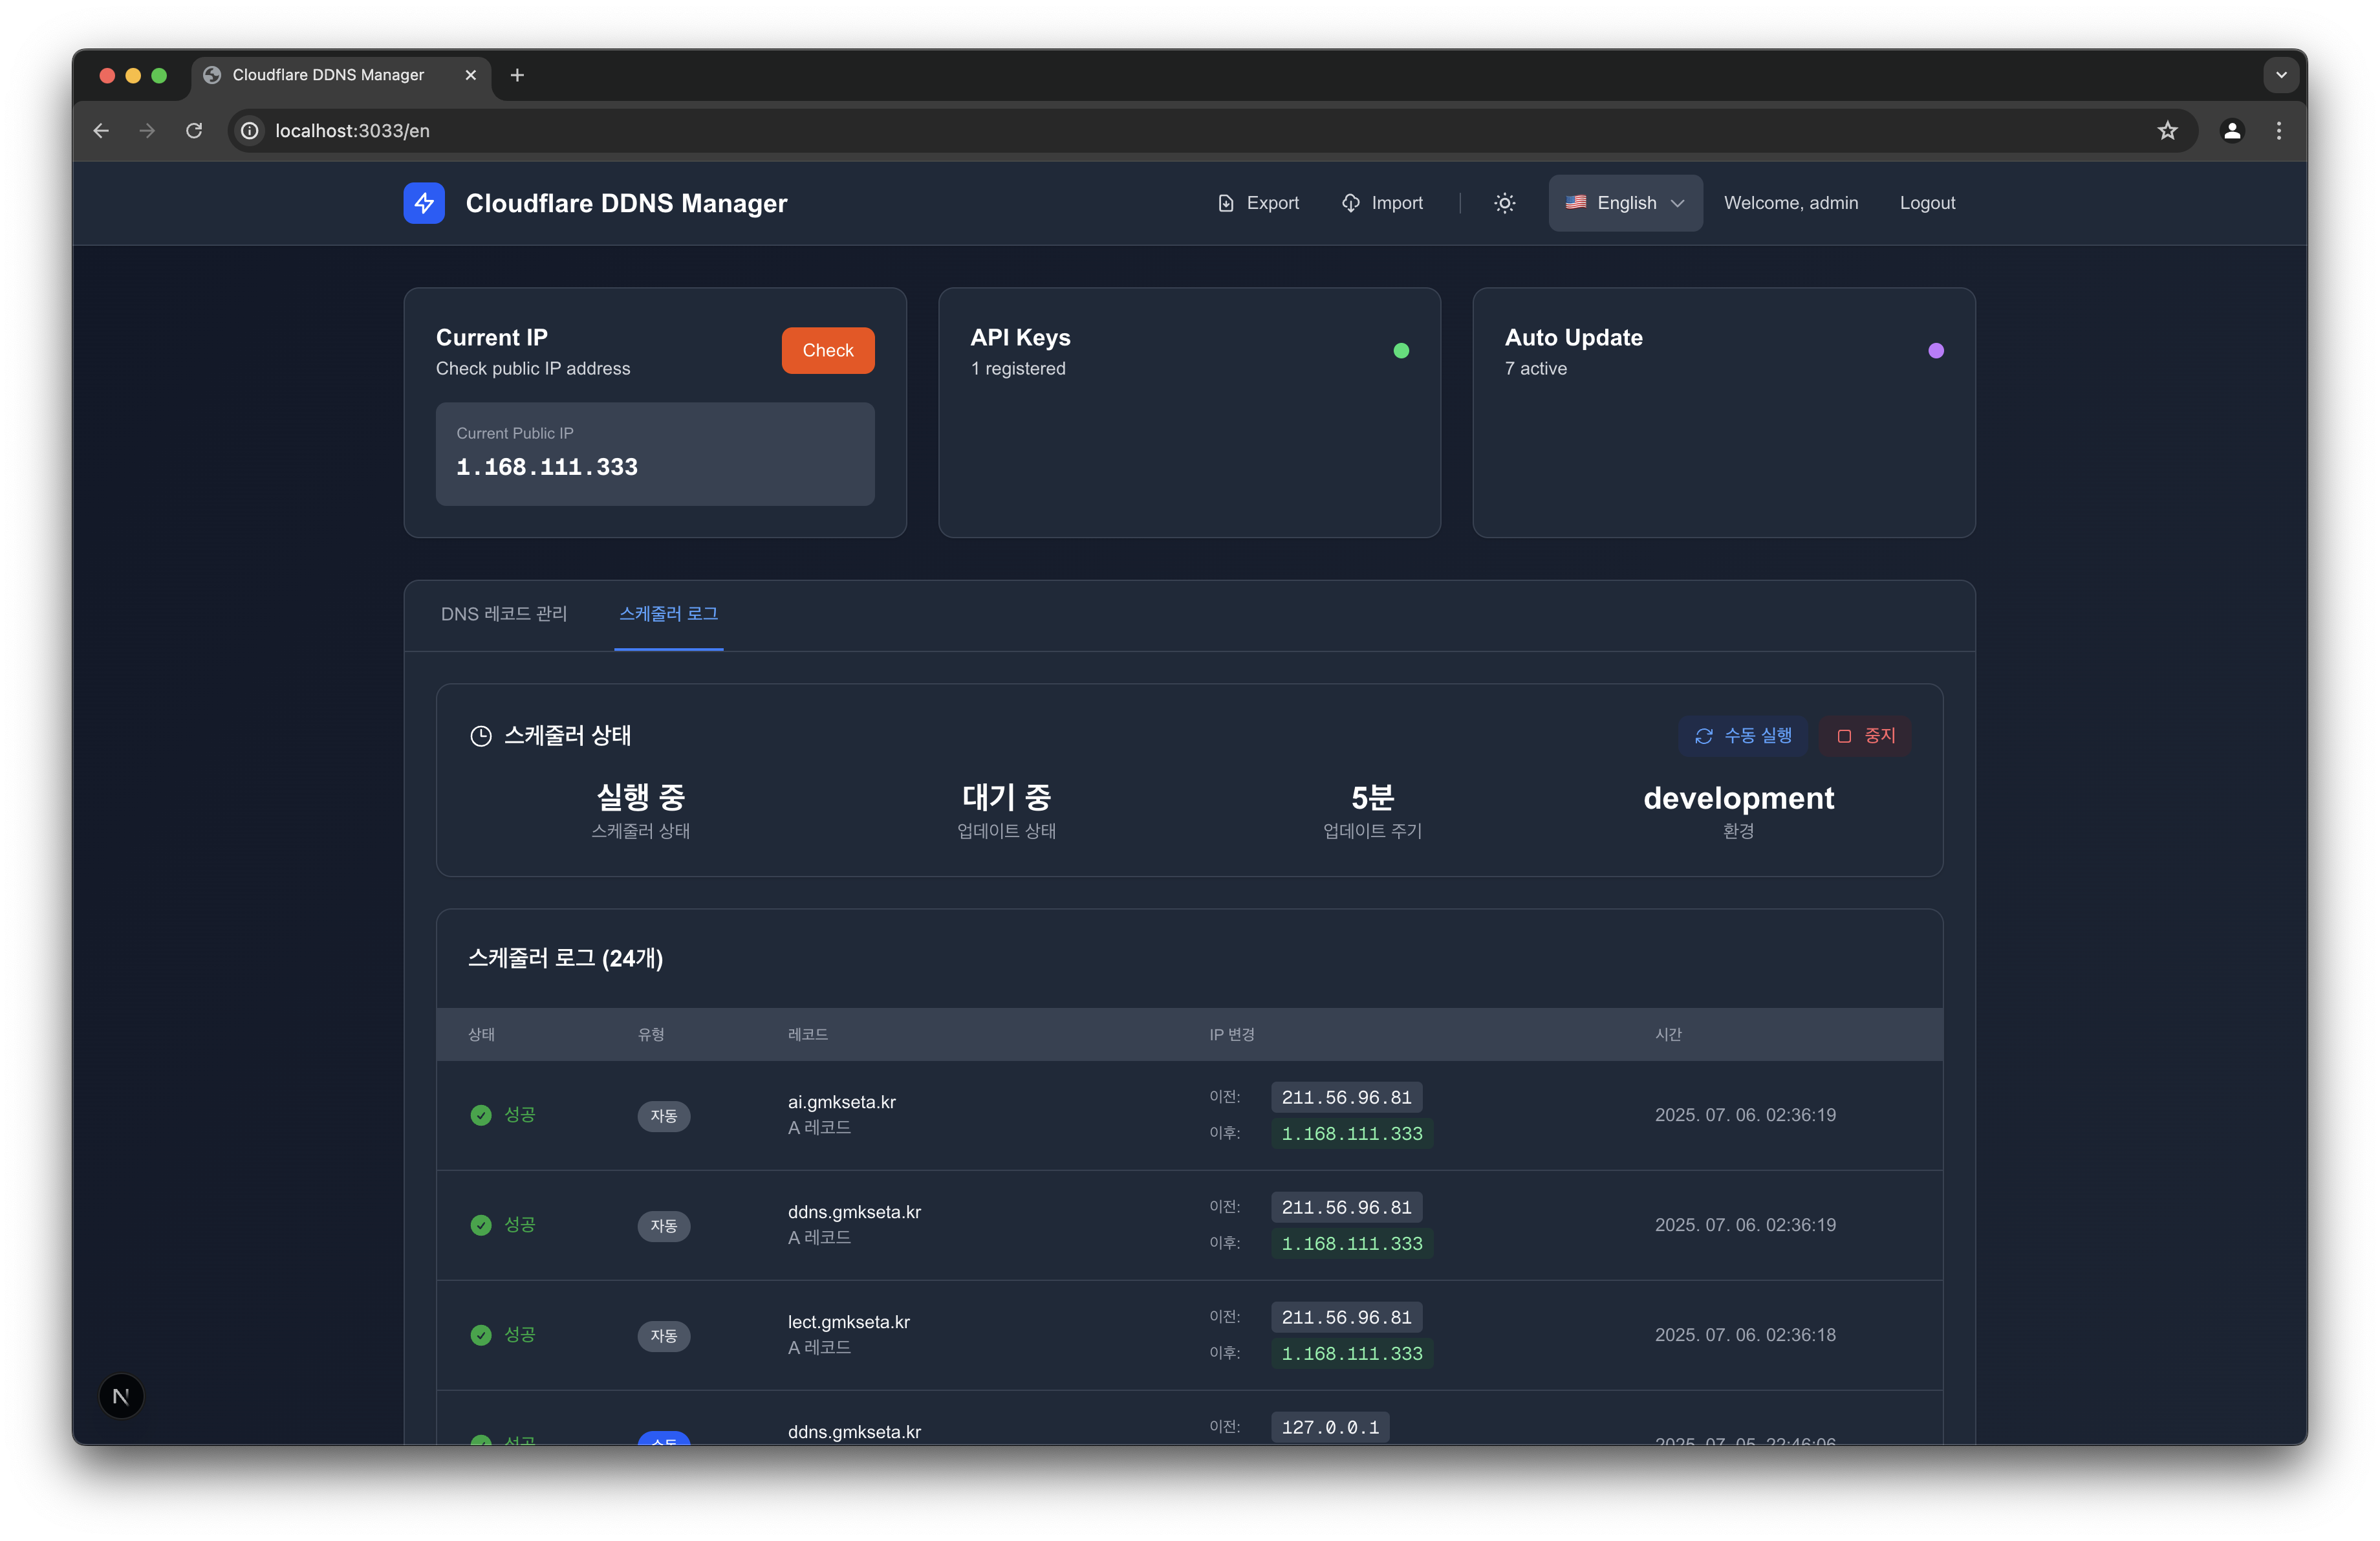 Cloudflare DDNS Manager
localhost:3033/en
Cloudflare DDNS Manager
Export
Import
English
Welcome, admin
Logout
Current IP
Check public IP address
Check
Current Public IP
1.168.111.333
API Keys
1 registered
Auto Update
7 active
DNS 레코드 관리
스케줄러 로그
스케줄러 상태
수동 실행
중지
실행 중
스케줄러 상태
대기 중
업데이트 상태
5분
업데이트 주기
development
환경
스케줄러 로그 (24개)
상태 유형 레코드 IP 변경 시간
성공
자동
ai.gmkseta.kr
A 레코드
이전: 211.56.96.81
이후: 1.168.111.333
2025. 07. 06. 02:36:19
성공
자동
ddns.gmkseta.kr
A 레코드
이전: 211.56.96.81
이후: 1.168.111.333
2025. 07. 06. 02:36:19
성공
자동
lect.gmkseta.kr
A 레코드
이전: 211.56.96.81
이후: 1.168.111.333
2025. 07. 06. 02:36:18
성공
수동
ddns.gmkseta.kr
이전: 127.0.0.1
2025. 07. 05. 22:46:06
N